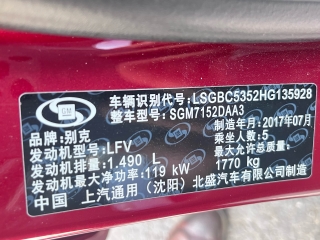 车辆识别代号: LSGBC5352HG135928
整车型号: SGM7152DAA3
品牌: 别克
制造年月: 2017年07月
发动机型号: LFV
乘坐人数: 5
发动机排量: 1.490 L
最大允许总质量: 1770 kg
发动机最大净功率: 119 kW
中国 上汽通用(沈阳)北盛汽车有限公司制造